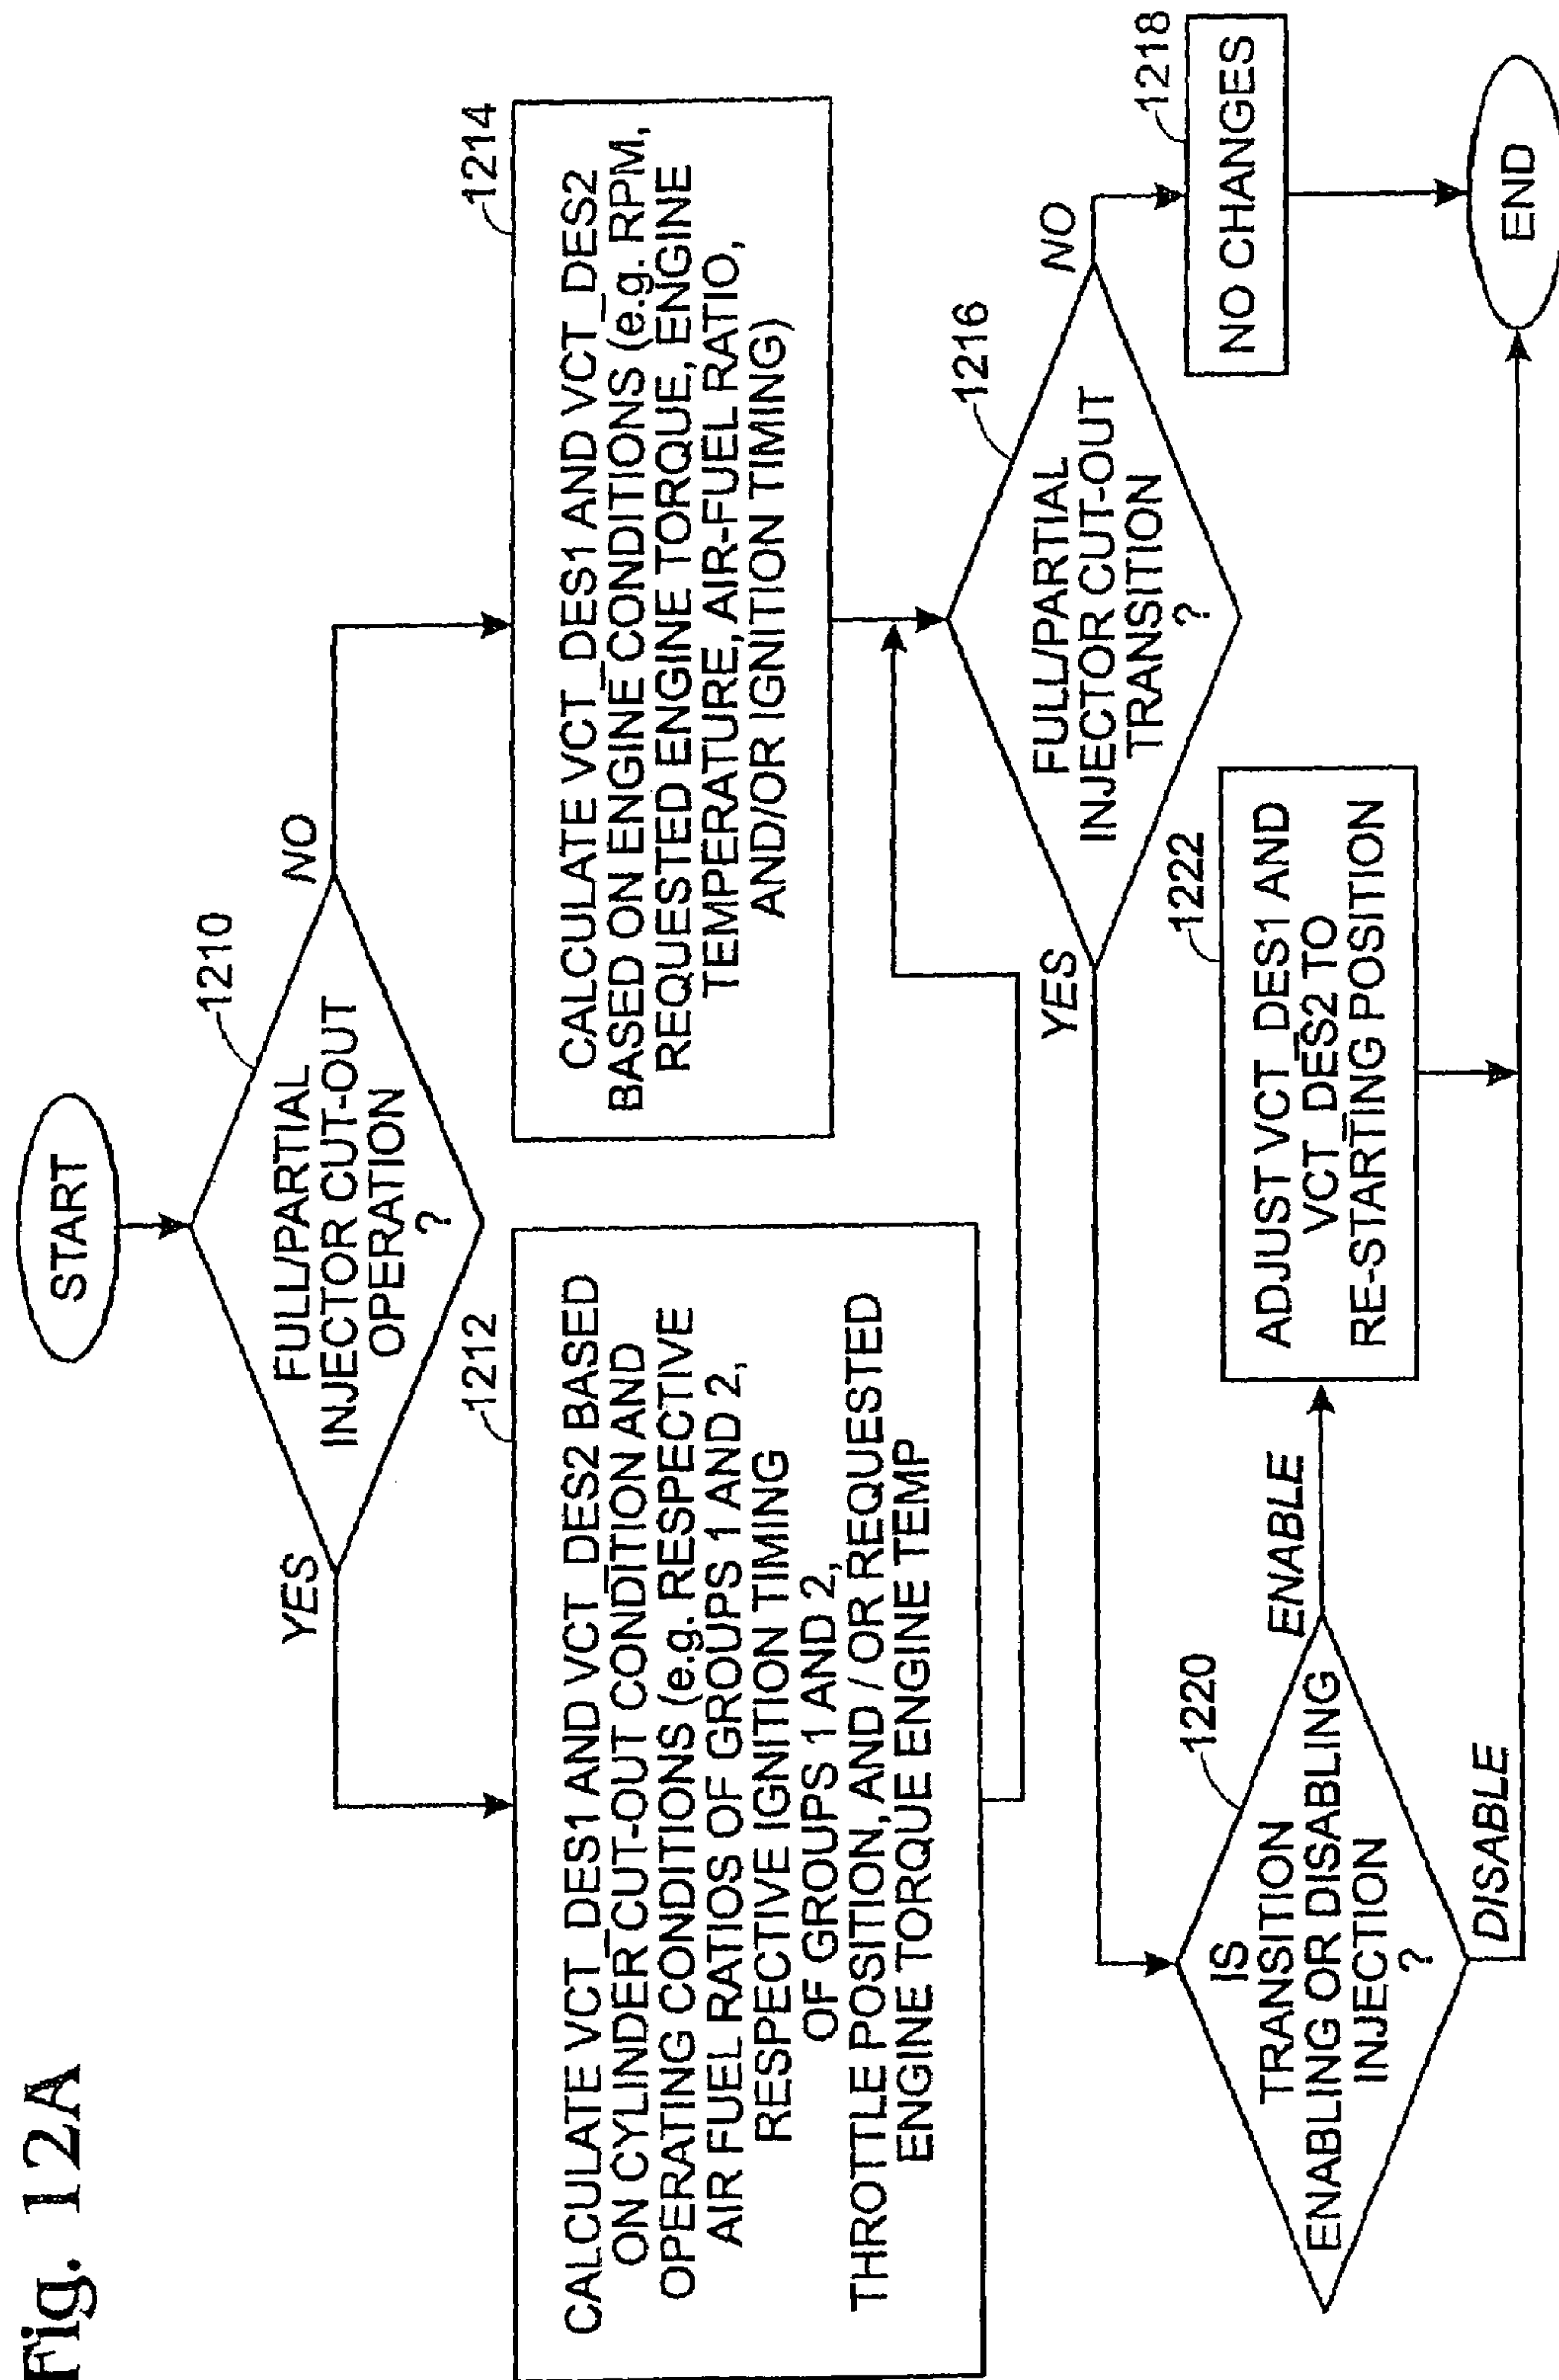 Fig. 12A
START
FULL/PARTIAL
INJECTOR CUT-OUT
OPERATION
?
1210
YES
NO
1212
CALCULATE VCT_DES1 AND VCT_DES2 BASED
ON CYLINDER CUT-OUT CONDITION AND
OPERATING CONDITIONS (e.g. RESPECTIVE
AIR FUEL RATIOS OF GROUPS 1 AND 2,
RESPECTIVE IGNITION TIMING
OF GROUPS 1 AND 2,
THROTTLE POSITION, AND / OR REQUESTED
ENGINE TORQUE ENGINE TEMP
1214
CALCULATE VCT_DES1 AND VCT_DES2
BASED ON ENGINE CONDITIONS (e.g. RPM,
REQUESTED ENGINE TORQUE, ENGINE
TEMPERATURE, AIR-FUEL RATIO,
AND/OR IGNITION TIMING)
1216
FULL/PARTIAL
INJECTOR CUT-OUT
TRANSITION
?
YES
NO
1218
NO CHANGES
1220
IS
TRANSITION
ENABLING OR DISABLING
INJECTION
?
ENABLE
DISABLE
1222
ADJUST VCT_DES1 AND
VCT_DES2 TO
RE-STARTING POSITION
END